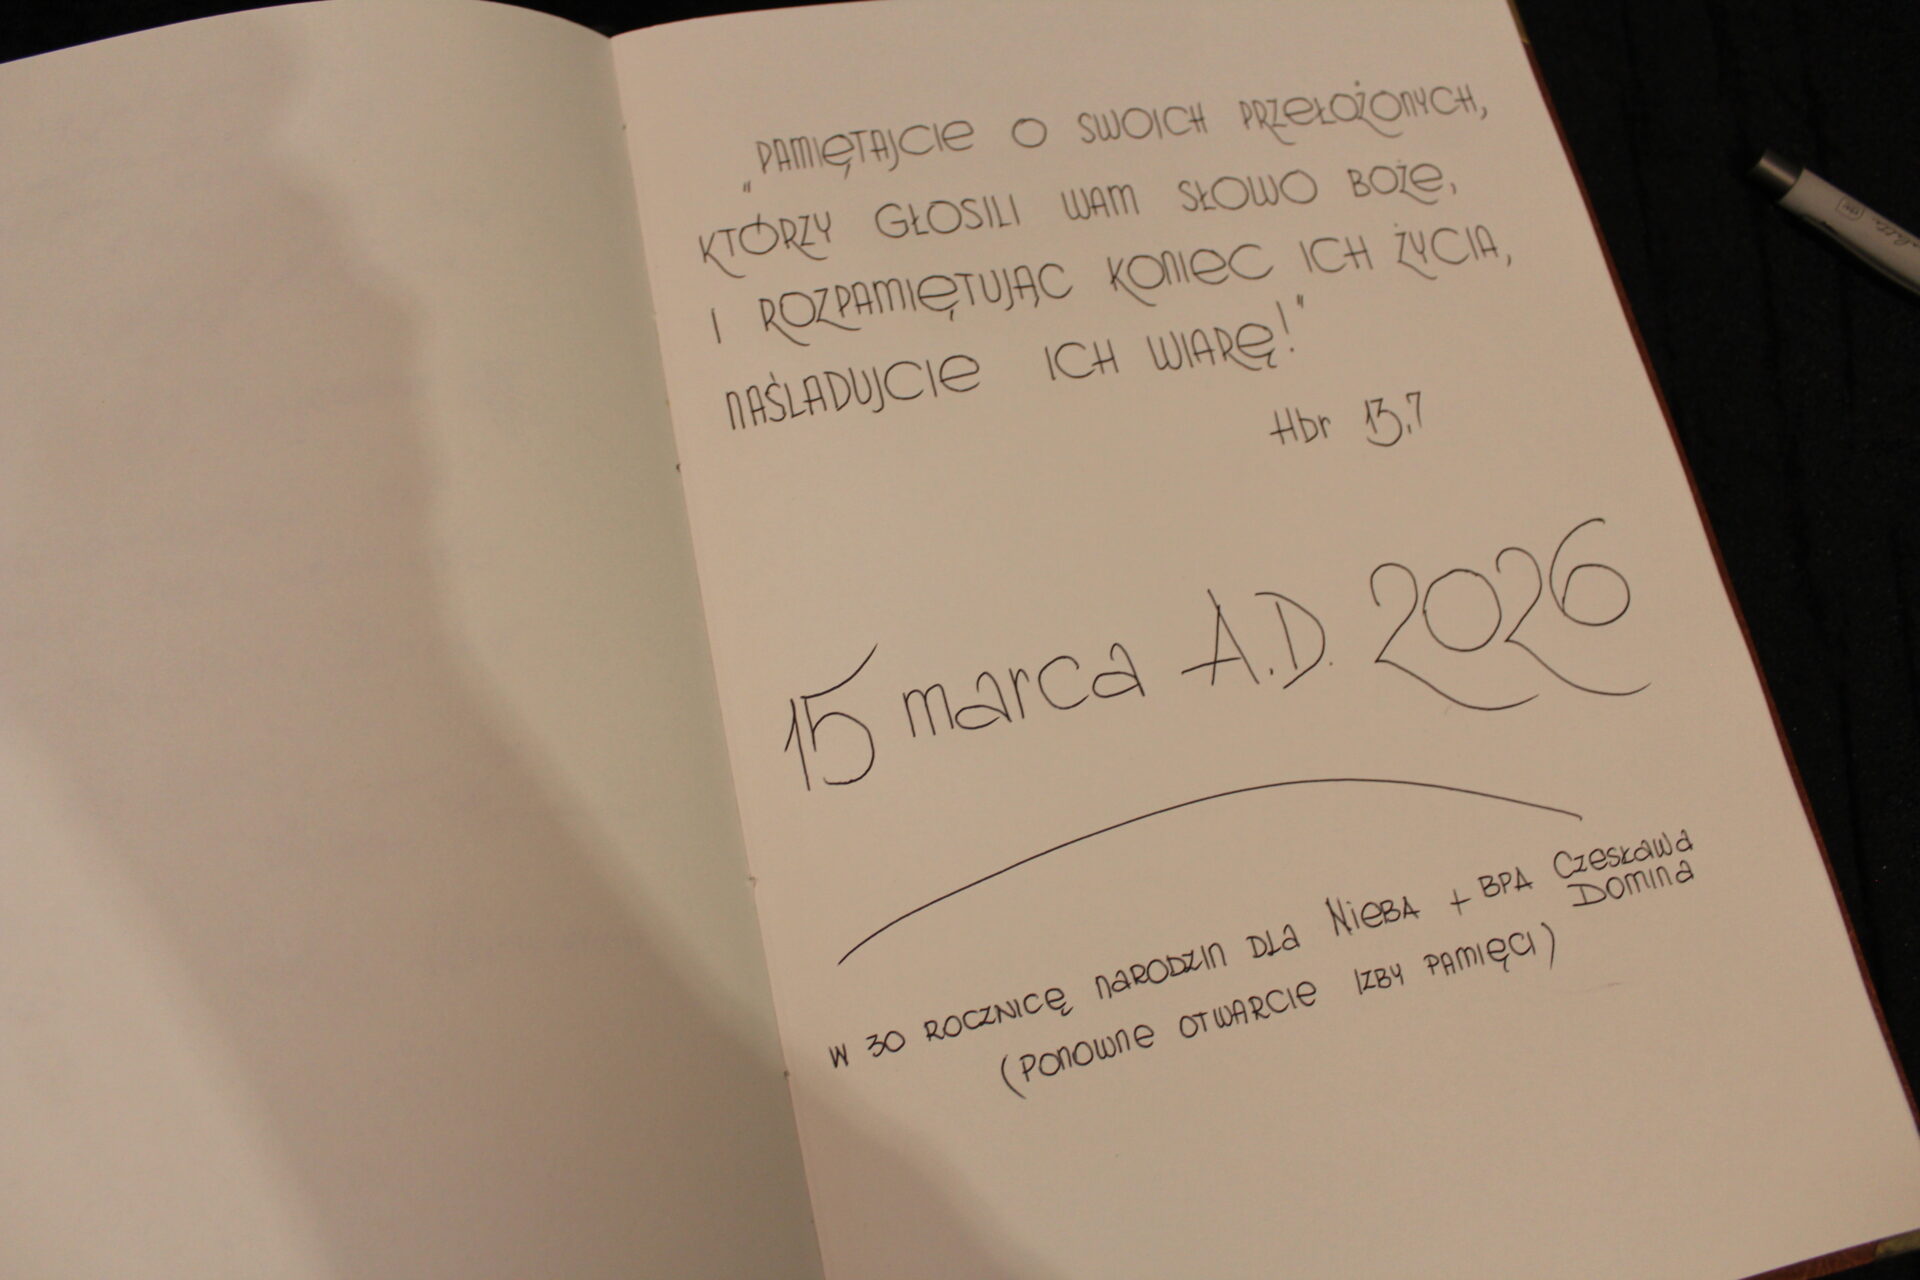 „PAMIĘTAJCIE O SWOICH PRZEŁOŻONYCH,
KTÓRZY GŁOSILI WAM SŁOWO BOŻE,
I ROZPAMIĘTUJĄC KONIEC ICH ŻYCIA,
NAŚLADUJCIE ICH WIARĘ!"
Hbr 13,7
15 marca A.D. 2026
W 30 ROCZNICĘ NARODZIN DLA NIEBA + BPA CZESŁAWA
DOMINA
(PONOWNE OTWARCIE IZBY PAMIĘCI)